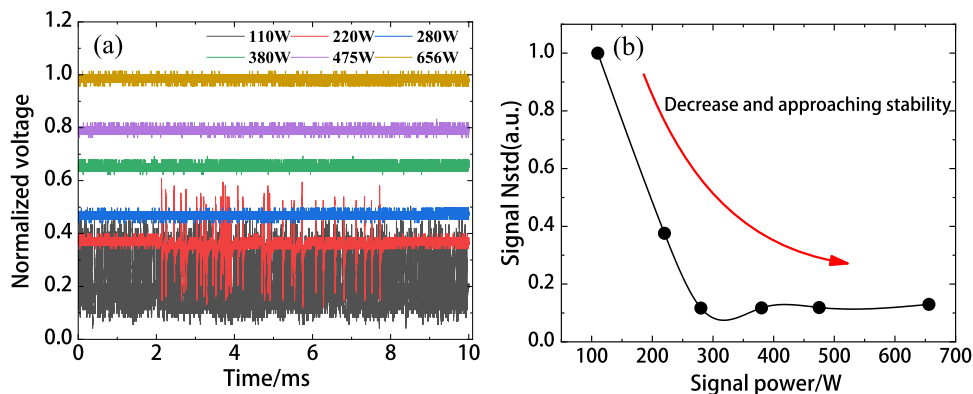 (a)
110W 220W 280W
380W 475W 656W
Normalized voltage
1.2
1.0
0.8
0.6
0.4
0.2
0.0
0 2 4 6 8 10
Time/ms
(b)
Decrease and approaching stability
Signal Nstd(a.u.)
1.0
0.8
0.6
0.4
0.2
0.0
100 200 300 400 500 600 700
Signal power/W